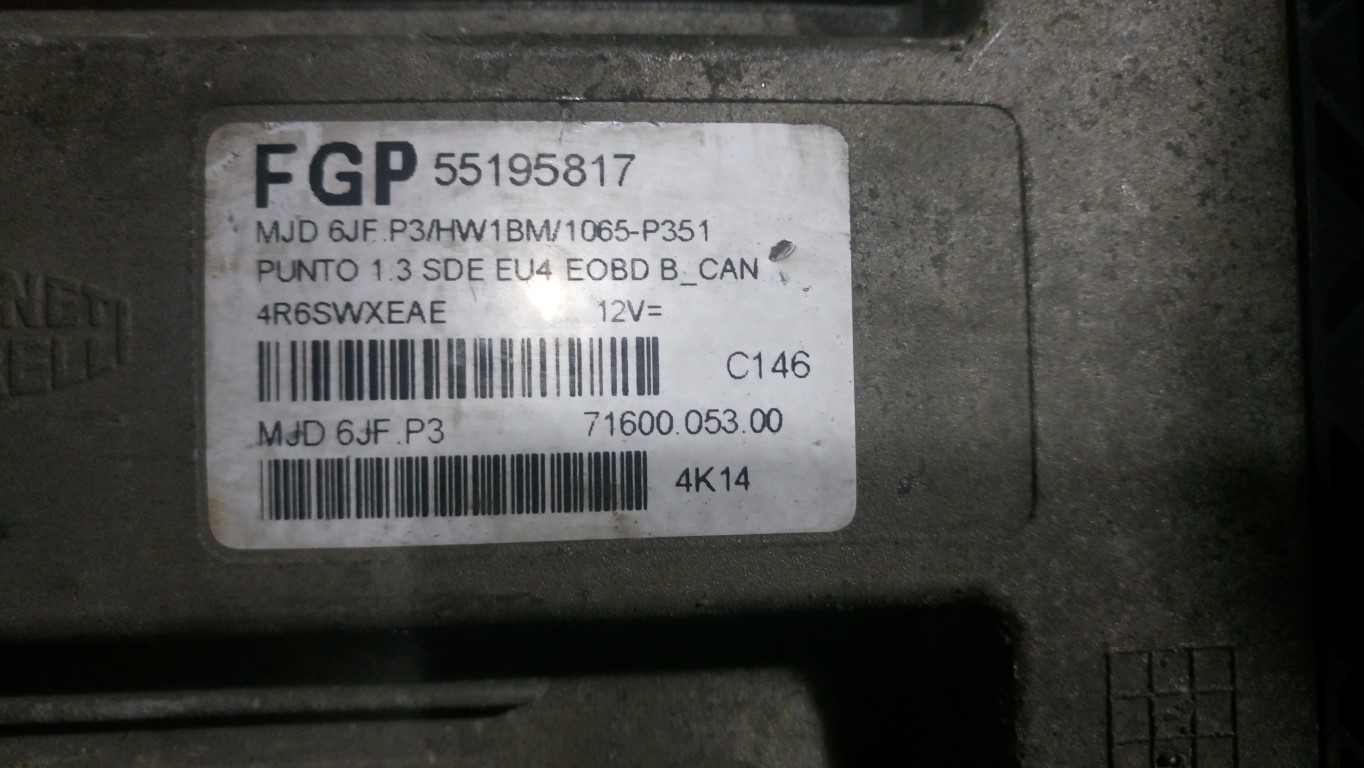 FGP 55195817
MJD 6JF.P3/HW1BM/1065-P351
PUNTO 1.3 SDE EU4 EOBD B_CAN
4R6SWXEAE 12V=
C146
MJD 6JF.P3 71600.053.00
4K14